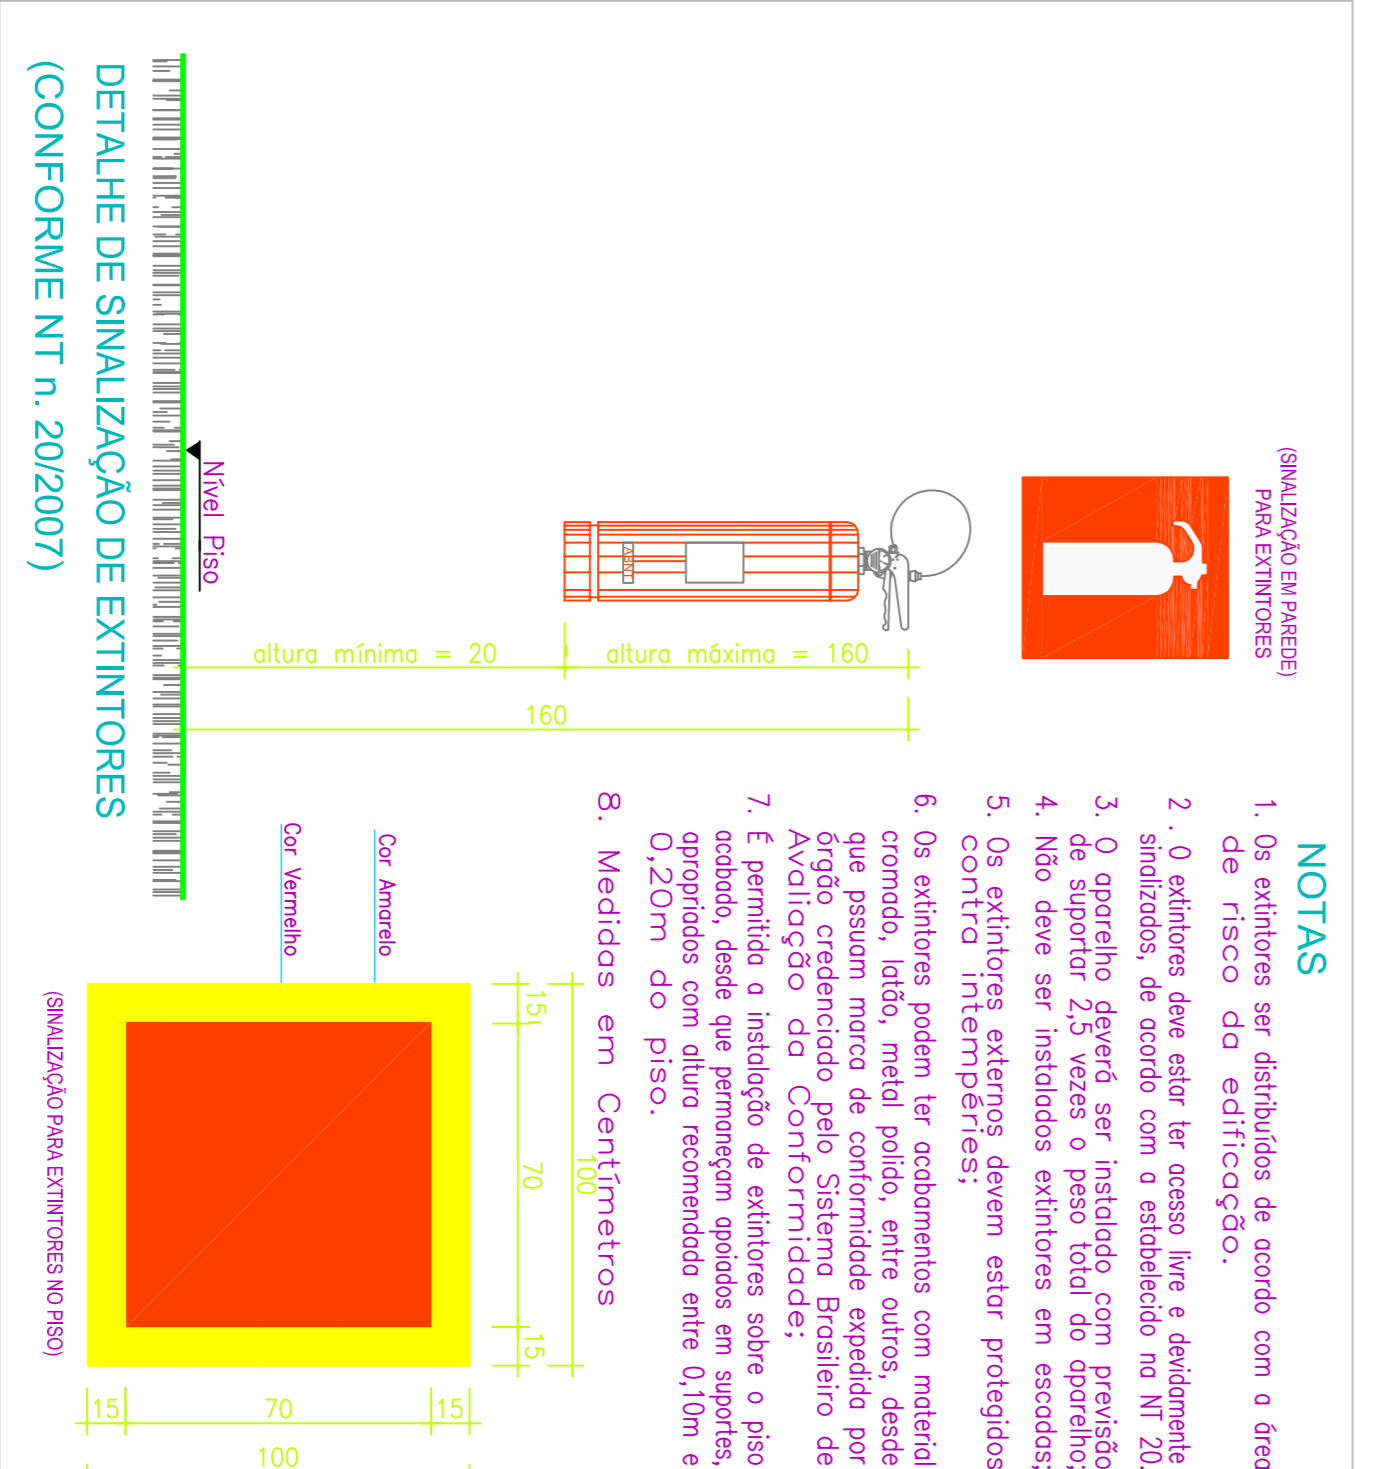 (SINALIZAÇÃO EM PAREDE)
PARA EXTINTORES
ABNT
altura mínima = 20
altura máxima = 160
160
Nível Piso
DETALHE DE SINALIZAÇÃO DE EXTINTORES
(CONFORME NT n. 20/2007)
NOTAS
1. Os extintores ser distribuídos de acordo com a área
de risco da edificação.
2 . O extintores deve estar ter acesso livre e devidamente
sinalizados, de acordo com a estabelecido na NT 20.
3. O aparelho deverá ser instalado com previsão
de suportar 2,5 vezes o peso total do aparelho;
4. Não deve ser instalados extintores em escadas;
5. Os extintores externos devem estar protegidos
contra intempéries;
6. Os extintores podem ter acabamentos com material
cromado, latão, metal polido, entre outros, desde
que pssuam marca de conformidade expedida por
órgão credenciado pelo Sistema Brasileiro de
Avaliação da Conformidade;
7. É permitida a instalação de extintores sobre o piso
acabado, desde que permaneçam apoiados em suportes,
apropriados com altura recomendada entre 0,10m e
0,20m do piso.
8. Medidas em Centímetros
Cor Amarelo
Cor Vermelho
15
70
15
100
15
70
15
100
(SINALIZAÇÃO PARA EXTINTORES NO PISO)